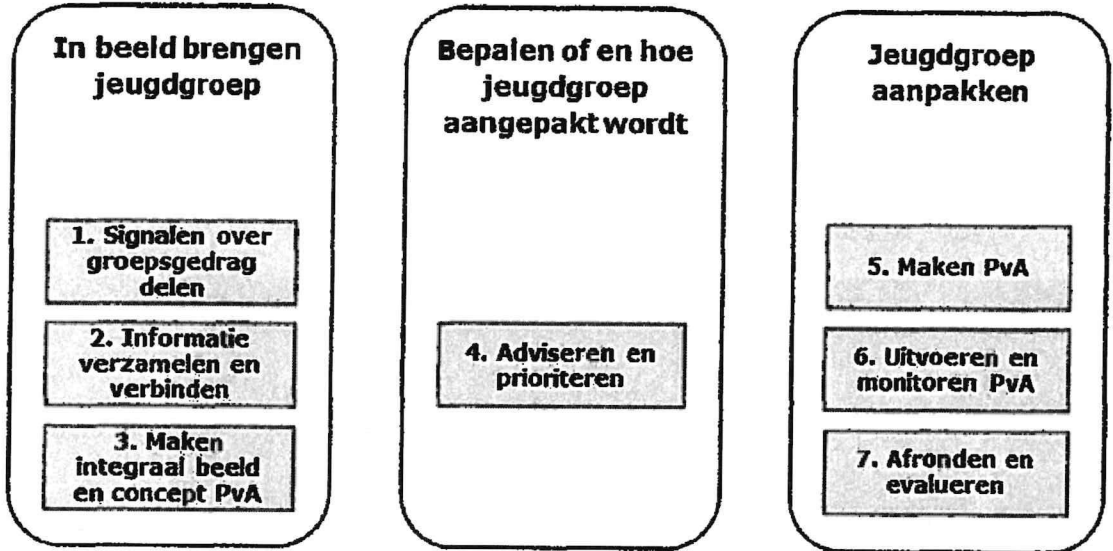 In beeld brengen
jeugdgroep
1. Signalen over
groepsgedrag
delen
2. Informatie
verzamelen en
verbinden
3. Maken
integraal beeld
en concept PvA
Bepalen of en hoe
jeugdgroep
aangepakt wordt
4. Adviseren en
prioriteren
Jeugdgroep
aanpakken
5. Maken PvA
6. Uitvoeren en
monitoren PvA
7. Afronden en
evalueren